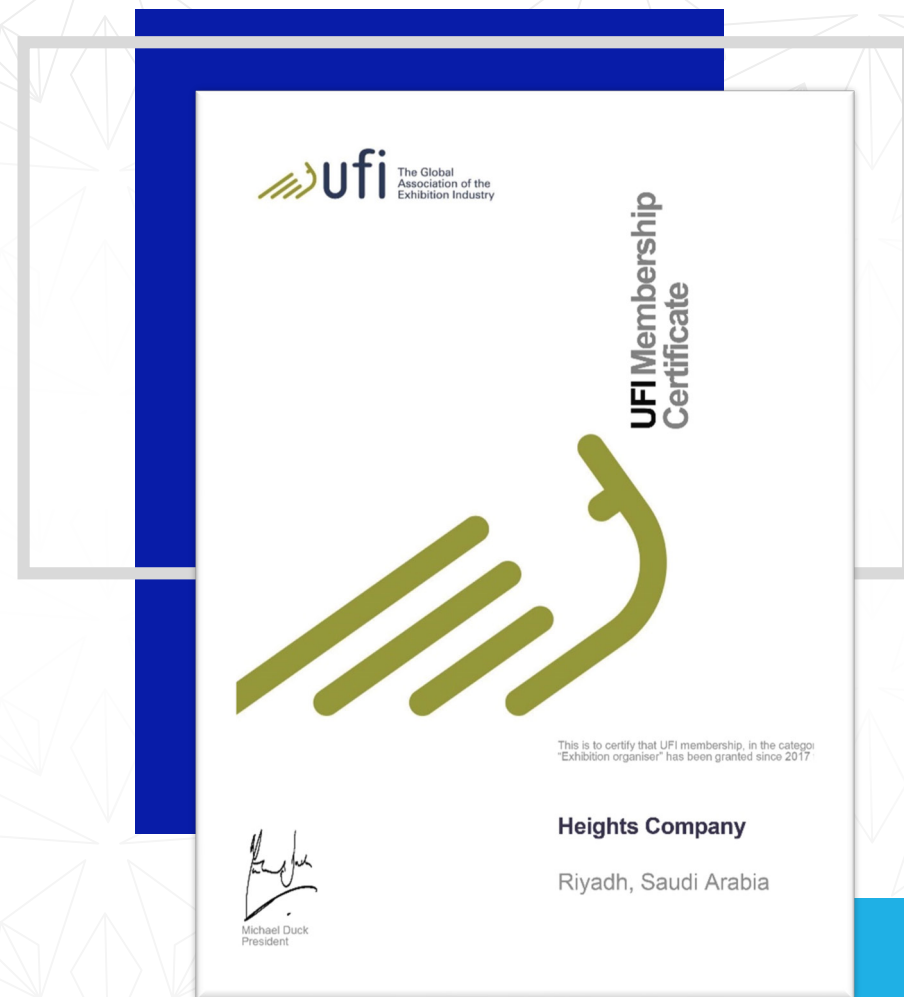 ufi
The Global
Association of the
Exhibition Industry
UFI Membership
Certificate
This is to certify that UFI membership, in the categor
"Exhibition organiser" has been granted since 2017
Heights Company
Riyadh, Saudi Arabia
Michael Duck
President